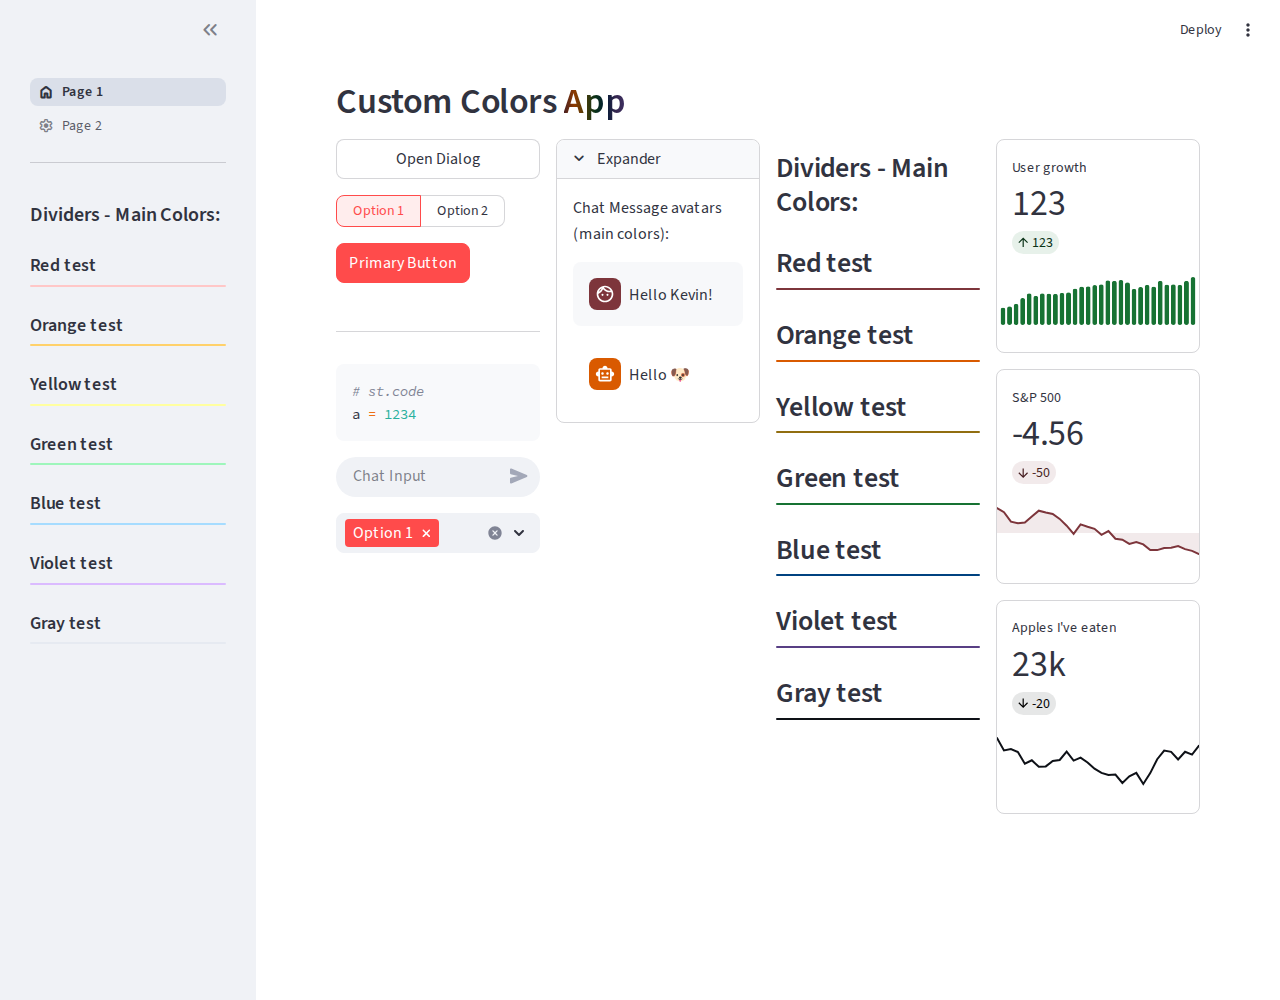 Deploy
Page 1
Page 2
Dividers - Main Colors:
Red test
Orange test
Yellow test
Green test
Blue test
Violet test
Gray test
Custom Colors App
Open Dialog
Option 1
Option 2
Primary Button
# st.code
a = 1234
Chat Input
Option 1
Expander
Chat Message avatars
(main colors):
Hello Kevin!
Hello 🐶
Dividers - Main
Colors:
Red test
Orange test
Yellow test
Green test
Blue test
Violet test
Gray test
User growth
123
↑ 123
S&P 500
-4.56
↓ -50
Apples I've eaten
23k
↓ -20